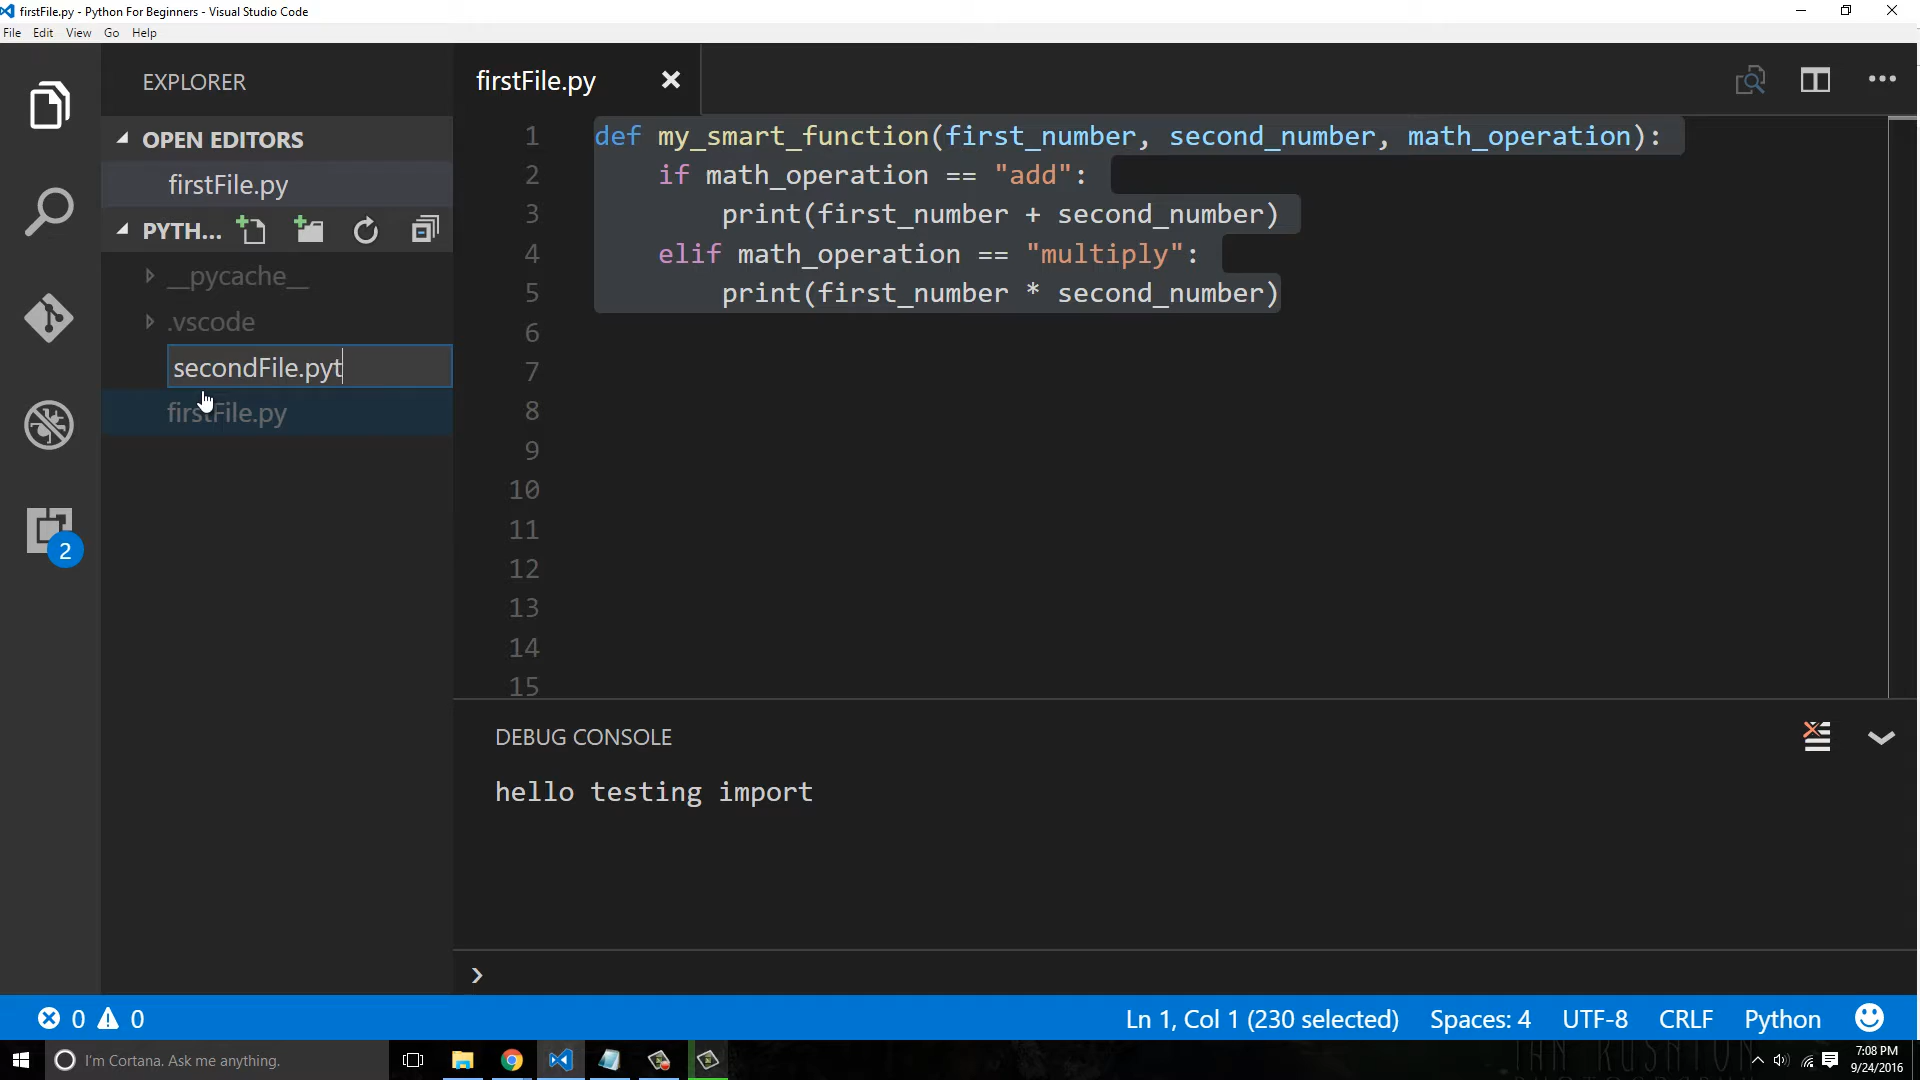 firstFile.py - Python For Beginners - Visual Studio Code
File Edit View Go Help
EXPLORER
OPEN EDITORS
firstFile.py
PYTH...
__pycache__
.vscode
secondFile.pyt
firstFile.py
firstFile.py
1 def my_smart_function(first_number, second_number, math_operation):
2 if math_operation == "add":
3 print(first_number + second_number)
4 elif math_operation == "multiply":
5 print(first_number * second_number)
6
7
8
9
10
11
12
13
14
15
DEBUG CONSOLE
hello testing import
2
0 0
Ln 1, Col 1 (230 selected) Spaces: 4 UTF-8 CRLF Python
I'm Cortana. Ask me anything.
IAN RUSHTON
7:08 PM
9/24/2016